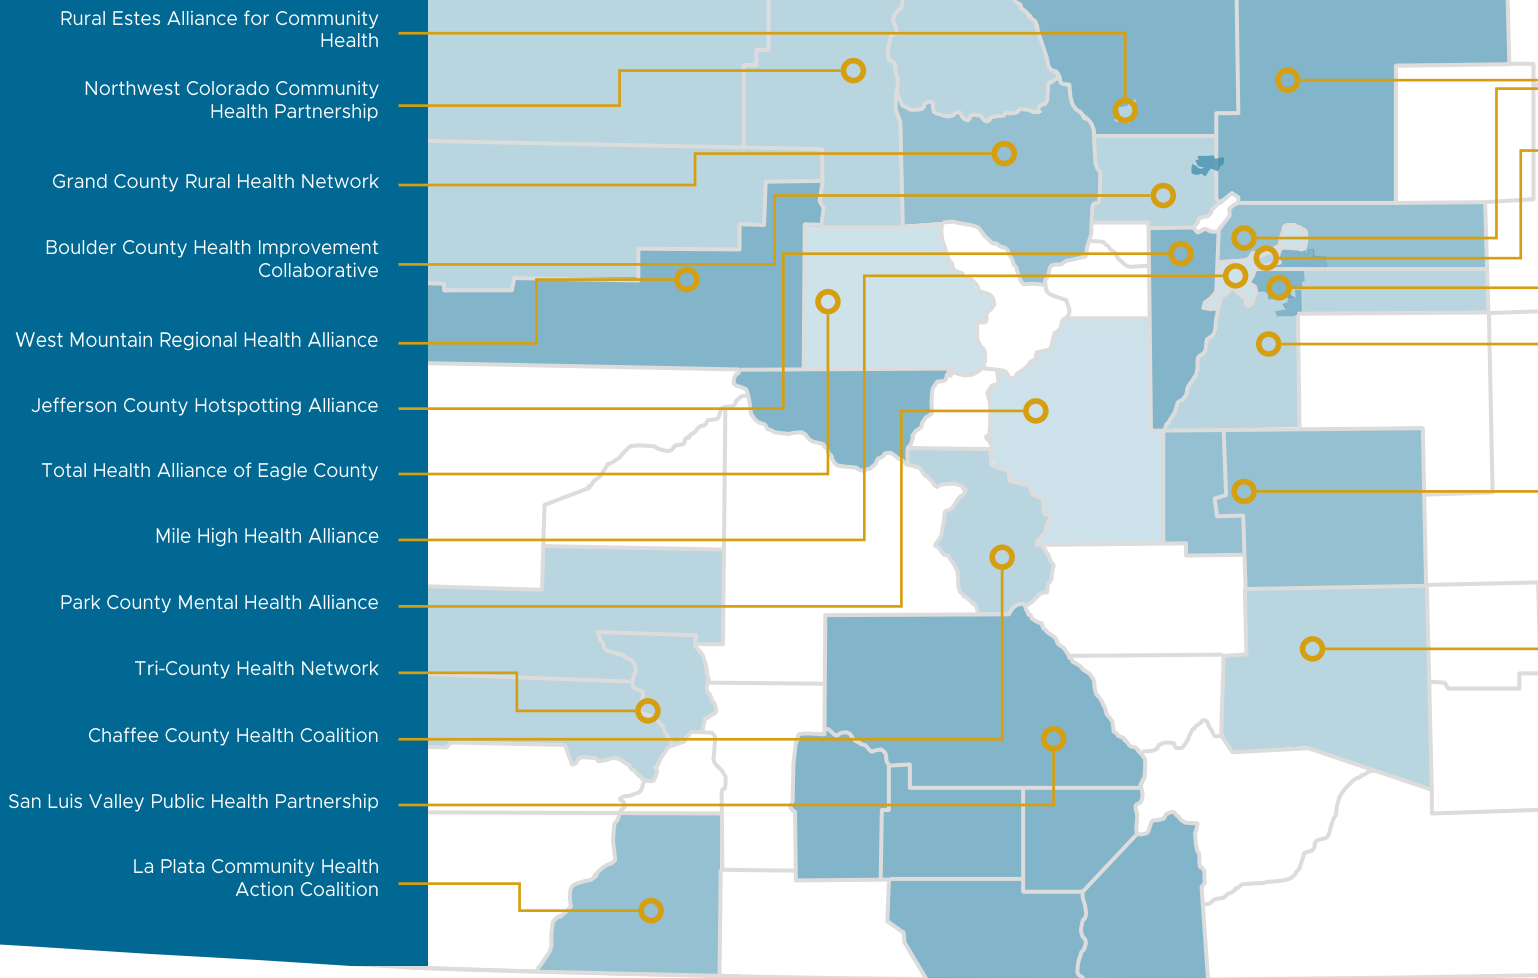 Rural Estes Alliance for Community
Health
Northwest Colorado Community
Health Partnership
Grand County Rural Health Network
Boulder County Health Improvement
Collaborative
West Mountain Regional Health Alliance
Jefferson County Hotspotting Alliance
Total Health Alliance of Eagle County
Mile High Health Alliance
Park County Mental Health Alliance
Tri-County Health Network
Chaffee County Health Coalition
San Luis Valley Public Health Partnership
La Plata Community Health
Action Coalition